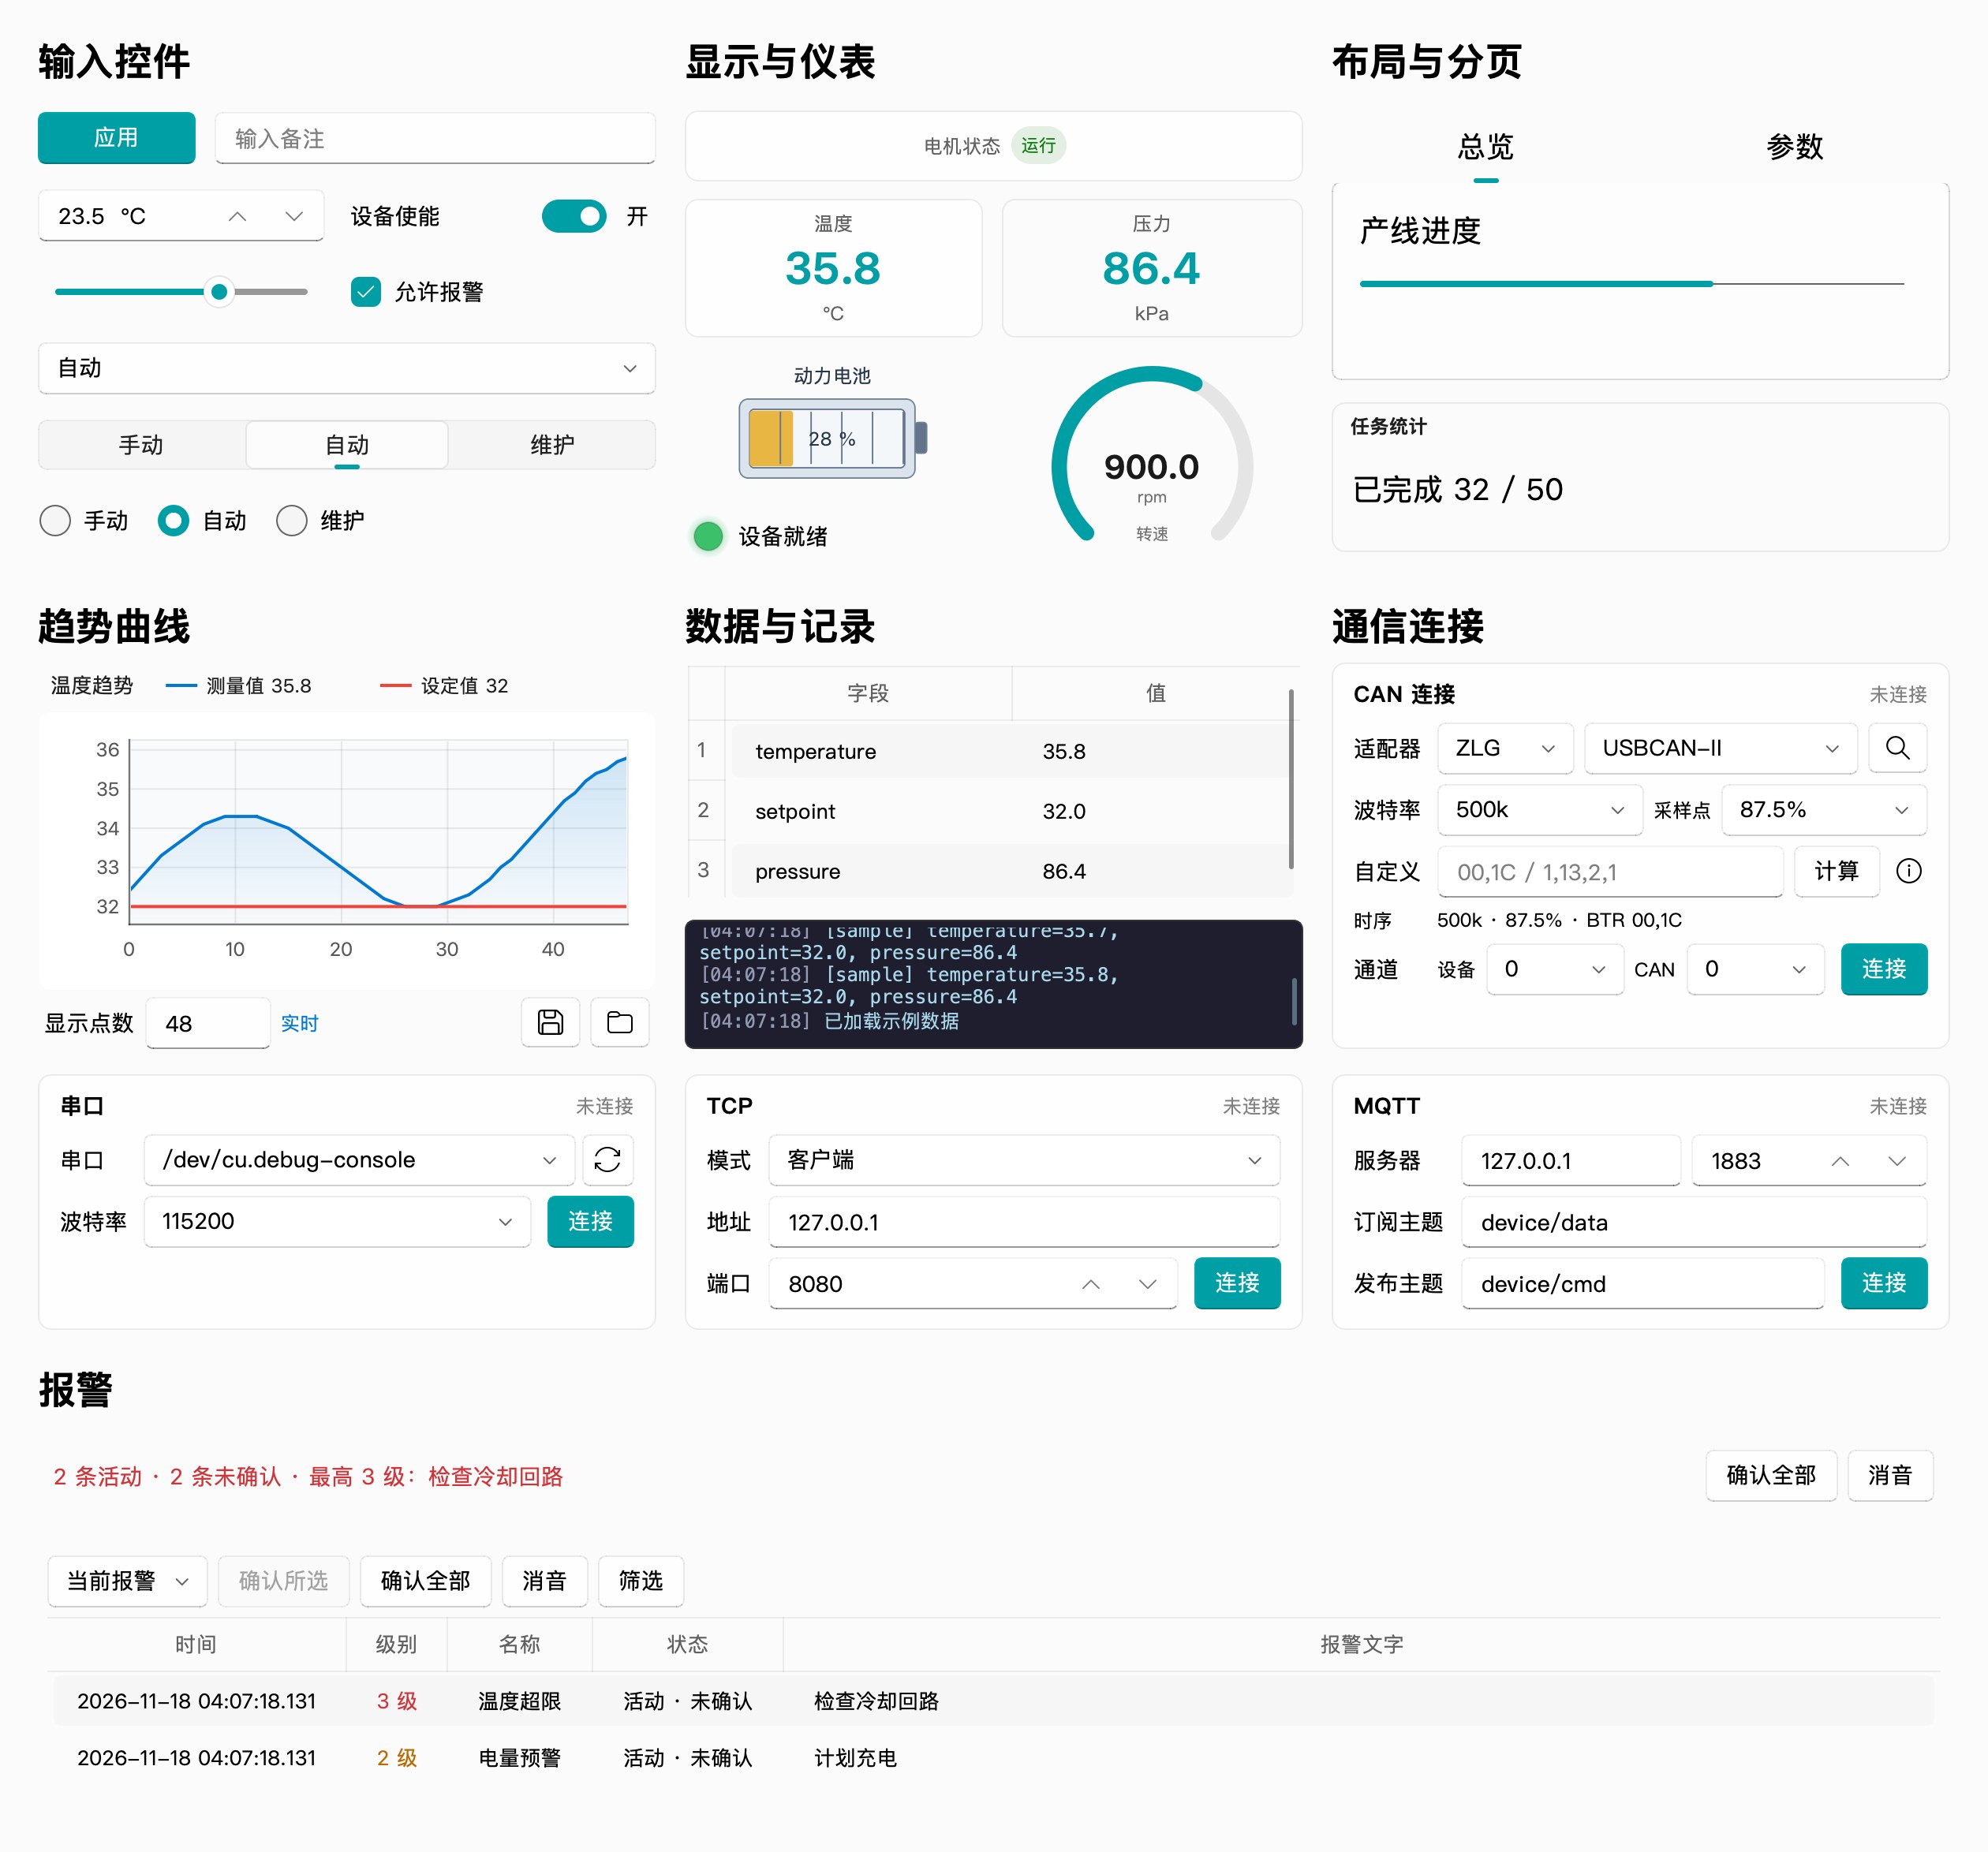 输入控件
应用
输入备注
23.5 °C
设备使能
开
允许报警
自动
手动
自动
维护
手动
自动
维护
显示与仪表
电机状态
运行
温度
35.8
°C
压力
86.4
kPa
动力电池
28 %
设备就绪
900.0
rpm
转速
布局与分页
总览
参数
产线进度
任务统计
已完成 32 / 50
趋势曲线
温度趋势
测量值 35.8
设定值 32
36
35
34
33
32
0
10
20
30
40
显示点数
48
实时
数据与记录
字段
值
1
temperature
35.8
2
setpoint
32.0
3
pressure
86.4
[04:07:18] [sample] temperature=35.7,
setpoint=32.0, pressure=86.4
[04:07:18] [sample] temperature=35.8,
setpoint=32.0, pressure=86.4
[04:07:18] 已加载示例数据
通信连接
CAN 连接
未连接
适配器
ZLG
USBCAN-II
波特率
500k
采样点
87.5%
自定义
00,1C / 1,13,2,1
计算
时序
500k · 87.5% · BTR 00,1C
通道
设备
0
CAN
0
连接
串口
未连接
串口
/dev/cu.debug-console
波特率
115200
连接
TCP
未连接
模式
客户端
地址
127.0.0.1
端口
8080
连接
MQTT
未连接
服务器
127.0.0.1
1883
订阅主题
device/data
发布主题
device/cmd
连接
报警
2 条活动 · 2 条未确认 · 最高 3 级：检查冷却回路
确认全部
消音
当前报警
确认所选
确认全部
消音
筛选
时间
级别
名称
状态
报警文字
2026-11-18 04:07:18.131
3 级
温度超限
活动 · 未确认
检查冷却回路
2026-11-18 04:07:18.131
2 级
电量预警
活动 · 未确认
计划充电